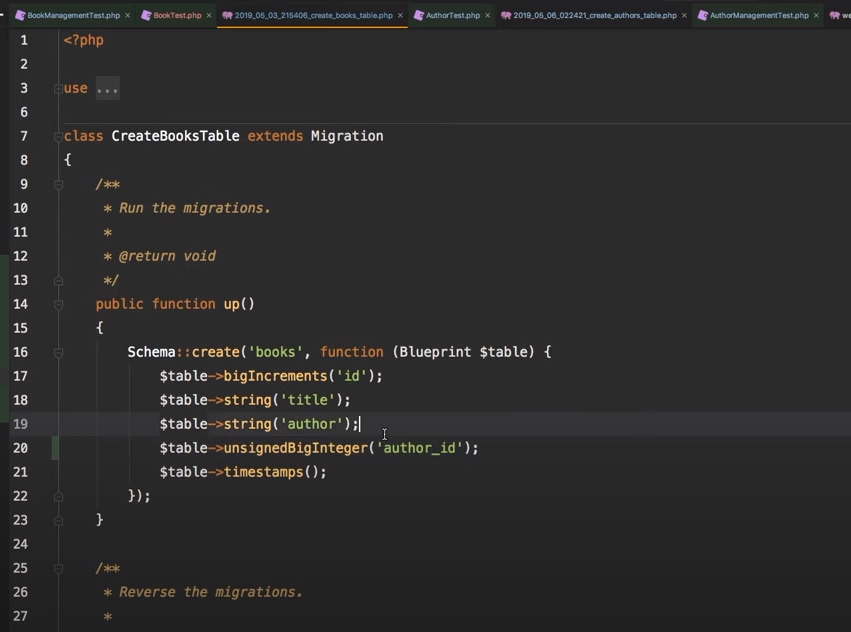 BookManagementTest.php × BookTest.php × 2019_05_03_215406_create_books_table.php × AuthorTest.php × 2019_05_06_022421_create_authors_table.php × AuthorManagementTest.php × we
1 <?php
2
3 use ...
6
7 class CreateBooksTable extends Migration
8 {
9 /**
10 * Run the migrations.
11 *
12 * @return void
13 */
14 public function up()
15 {
16 Schema::create('books', function (Blueprint $table) {
17 $table->bigIncrements('id');
18 $table->string('title');
19 $table->string('author');
20 $table->unsignedBigInteger('author_id');
21 $table->timestamps();
22 });
23 }
24
25 /**
26 * Reverse the migrations.
27 *